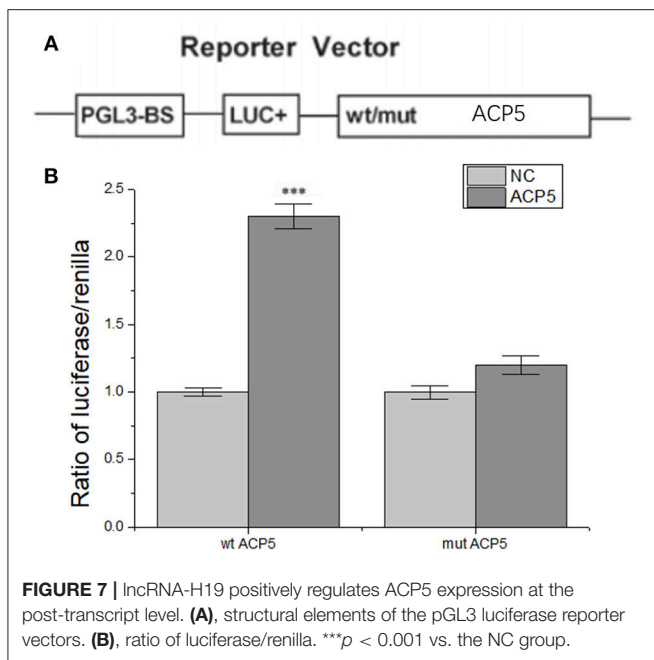 A
Reporter Vector
PGL3-BS
LUC+
wt/mut ACP5
B
NC
ACP5
***
2.5
2.0
1.5
1.0
0.5
0.0
Ratio of luciferase/renilla
wt ACP5
mut ACP5
FIGURE 7 | lncRNA-H19 positively regulates ACP5 expression at the
post-transcript level. (A), structural elements of the pGL3 luciferase reporter
vectors. (B), ratio of luciferase/renilla. ***p < 0.001 vs. the NC group.